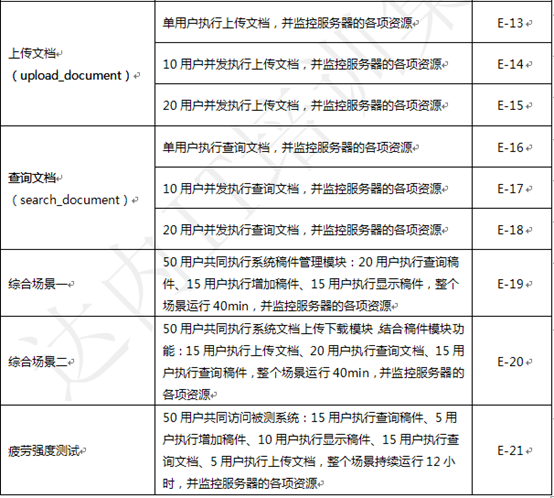 单用户执行上传文档，并监控服务器的各项资源
E-13
上传文档
（upload_document）
10 用户并发执行上传文档，并监控服务器的各项资源
E-14
20 用户并发执行上传文档，并监控服务器的各项资源
E-15
单用户执行查询文档，并监控服务器的各项资源
E-16
查询文档
（search_document）
10 用户并发执行查询文档，并监控服务器的各项资源
E-17
20 用户并发执行查询文档，并监控服务器的各项资源
E-18
综合场景一
50 用户共同执行系统稿件管理模块：20 用户执行查询稿
件、15 用户执行增加稿件、15 用户执行显示稿件，整个
场景运行 40min，并监控服务器的各项资源
E-19
综合场景二
50 用户共同执行系统文档上传下载模块,结合稿件模块功
能：15 用户执行上传文档、20 用户执行查询文档、15 用
户执行查询稿件，整个场景运行 40min，并监控服务器的
各项资源
E-20
疲劳强度测试
50 用户共同访问被测系统：15 用户执行查询稿件、5 用
户执行增加稿件、10 用户执行显示稿件、15 用户执行查
询文档、5 用户执行上传文档，整个场景持续运行 12 小
时，并监控服务器的各项资源
E-21
达内IT培训集